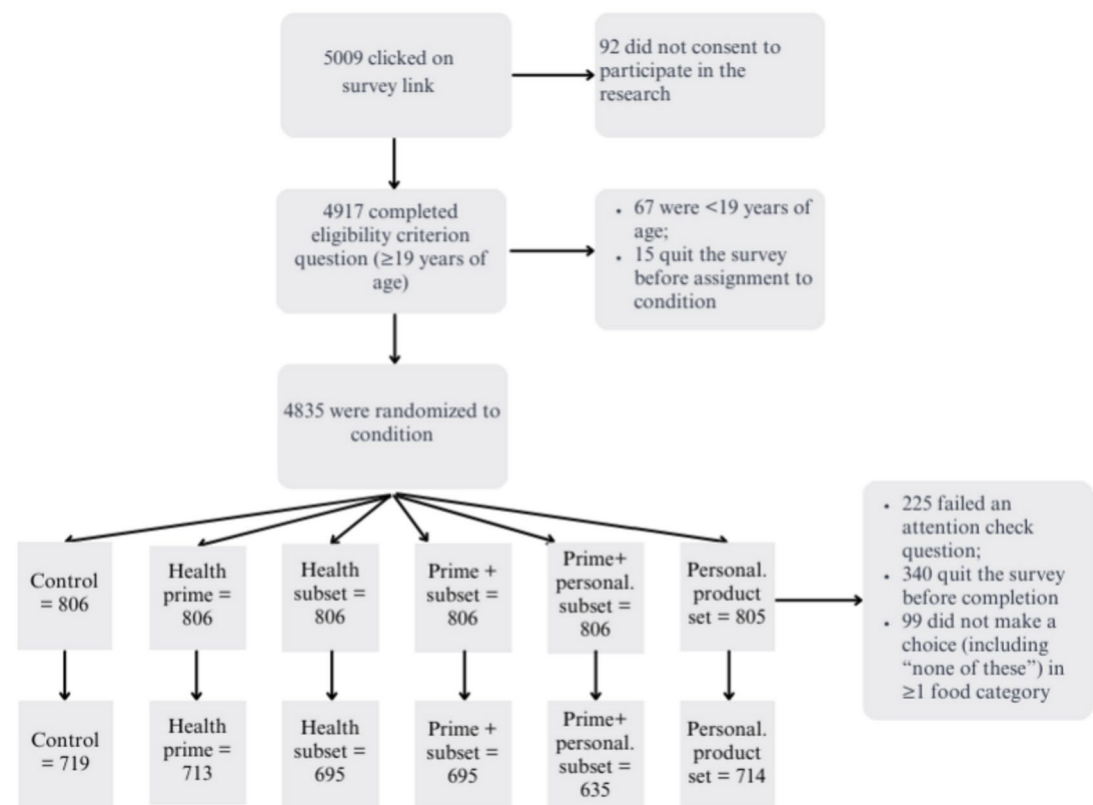 5009 clicked on
survey link
92 did not consent to
participate in the
research
4917 completed
eligibility criterion
question (≥19 years of
age)
• 67 were <19 years of
age;
• 15 quit the survey
before assignment to
condition
4835 were randomized to
condition
Control
= 806
Health
prime =
806
Health
subset =
806
Prime +
subset =
806
Prime+
personal.
subset =
806
Personal.
product
set = 805
• 225 failed an
attention check
question;
• 340 quit the survey
before completion
• 99 did not make a
choice (including
“none of these”) in
≥1 food category
Control
= 719
Health
prime =
713
Health
subset =
695
Prime +
subset =
695
Prime+
personal.
subset =
635
Personal.
product
set = 714